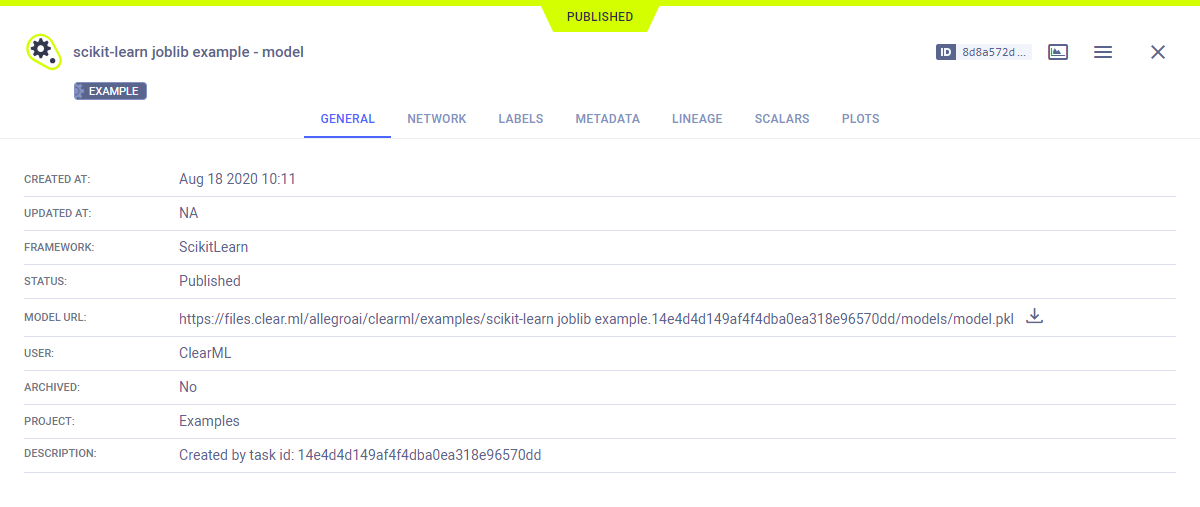 PUBLISHED
scikit-learn joblib example - model
ID 8d8a572d...
EXAMPLE
GENERAL NETWORK LABELS METADATA LINEAGE SCALARS PLOTS
CREATED AT: Aug 18 2020 10:11
UPDATED AT: NA
FRAMEWORK: ScikitLearn
STATUS: Published
MODEL URL: https://files.clear.ml/allegroai/clearml/examples/scikit-learn joblib example.14e4d4d149af4f4dba0ea318e96570dd/models/model.pkl
USER: ClearML
ARCHIVED: No
PROJECT: Examples
DESCRIPTION: Created by task id: 14e4d4d149af4f4dba0ea318e96570dd